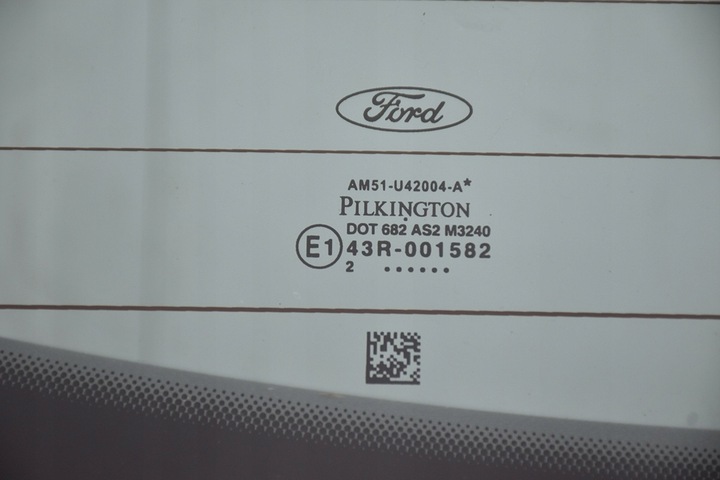 Ford
AM51-U42004-A*
PILKINGTON
DOT 682 AS2 M3240
E1 43R-001582
2 ......